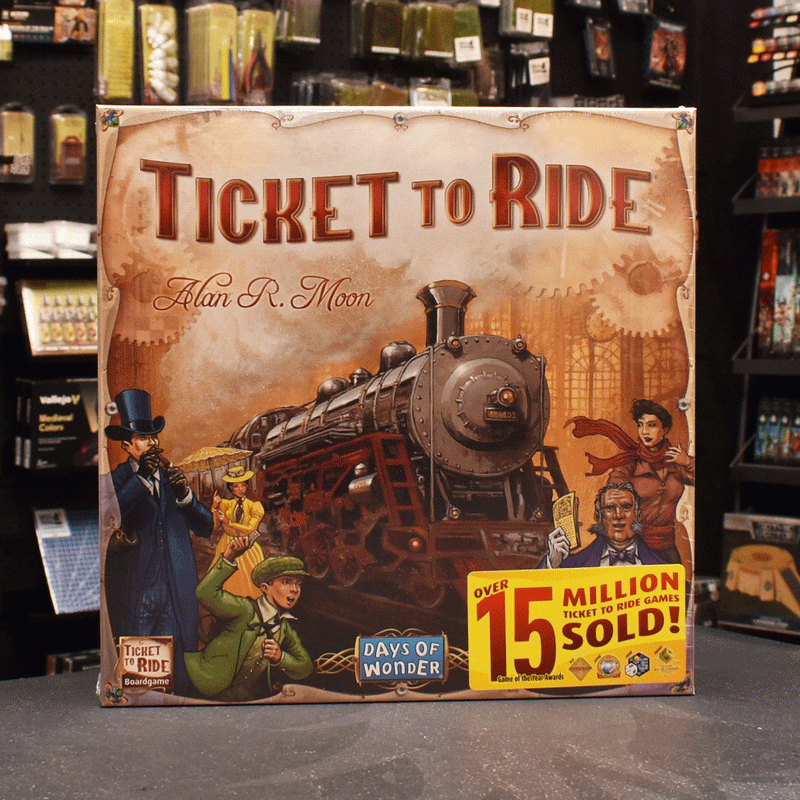 TICKET TO RIDE
Alan R. Moon
Vallejo
Medieval
Colors
OVER
15 MILLION
TICKET TO RIDE GAMES
SOLD!
Game of the Year Awards
TICKET
TO RIDE
Boardgame
DAYS OF
WONDER